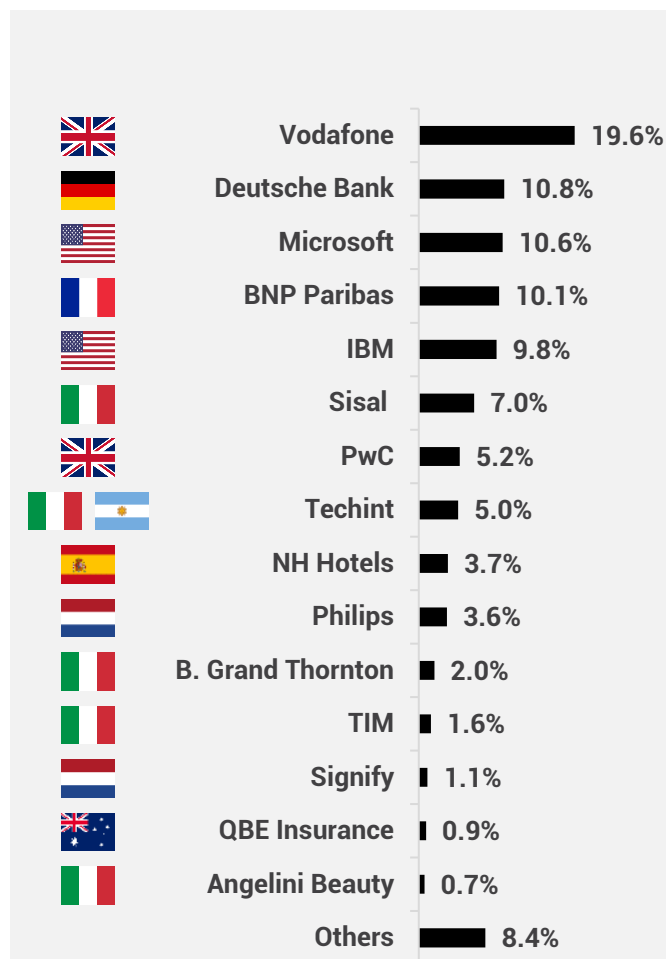 Vodafone 19.6%
Deutsche Bank 10.8%
Microsoft 10.6%
BNP Paribas 10.1%
IBM 9.8%
Sisal 7.0%
PwC 5.2%
Techint 5.0%
NH Hotels 3.7%
Philips 3.6%
B. Grand Thornton 2.0%
TIM 1.6%
Signify 1.1%
QBE Insurance 0.9%
Angelini Beauty 0.7%
Others 8.4%